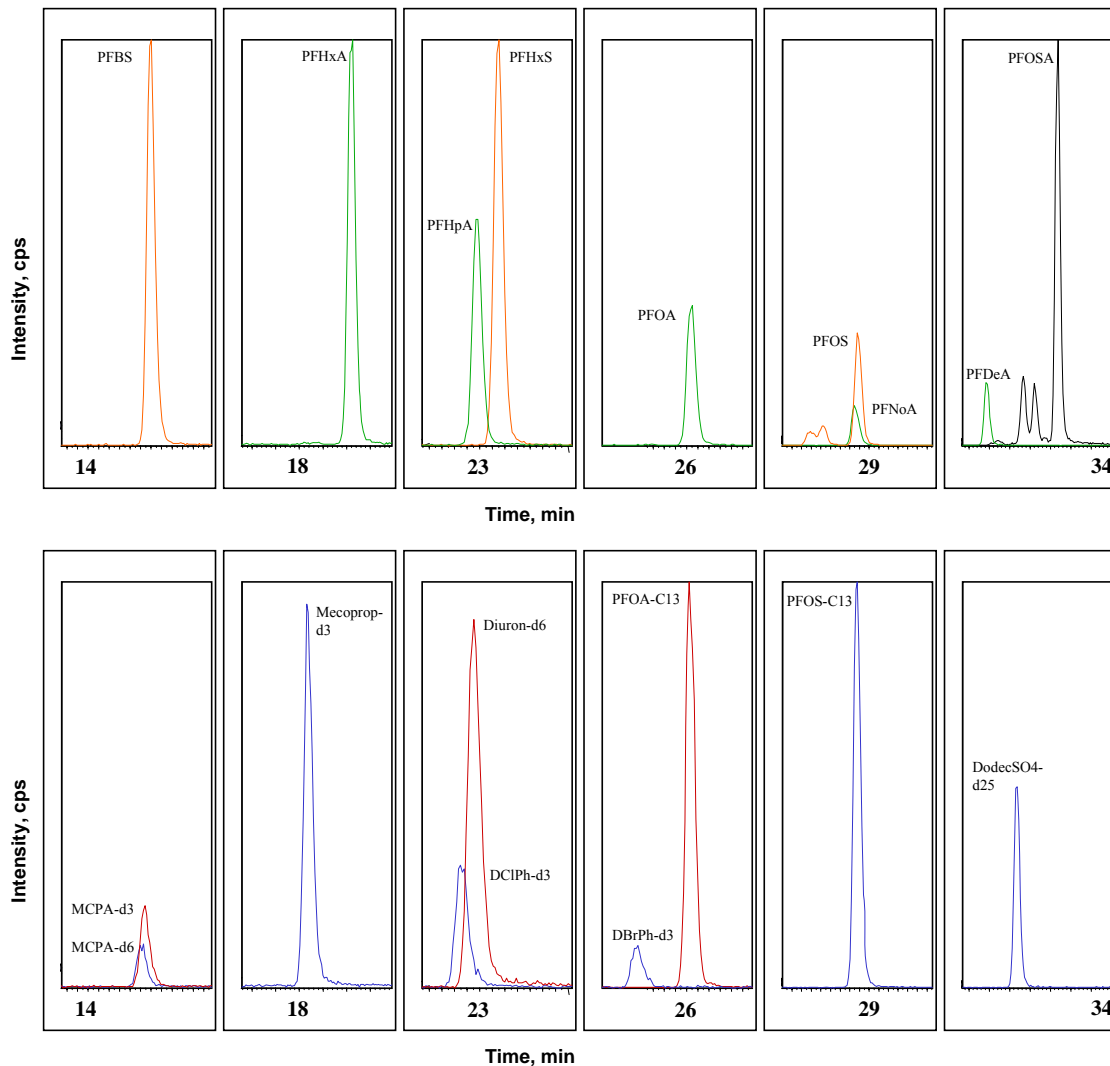 PFBS
PFHxA
PFHxS
PFOSA
PFHpA
PFOA
PFOS
PFDeA
PFNoA
Intensity, cps
14
18
23
26
29
34
Time, min
Mecoprop-
d3
Diuron-d6
PFOA-C13
PFOS-C13
DodecSO4-
d25
DClPh-d3
MCPA-d3
DBrPh-d3
MCPA-d6
Intensity, cps
14
18
23
26
29
34
Time, min